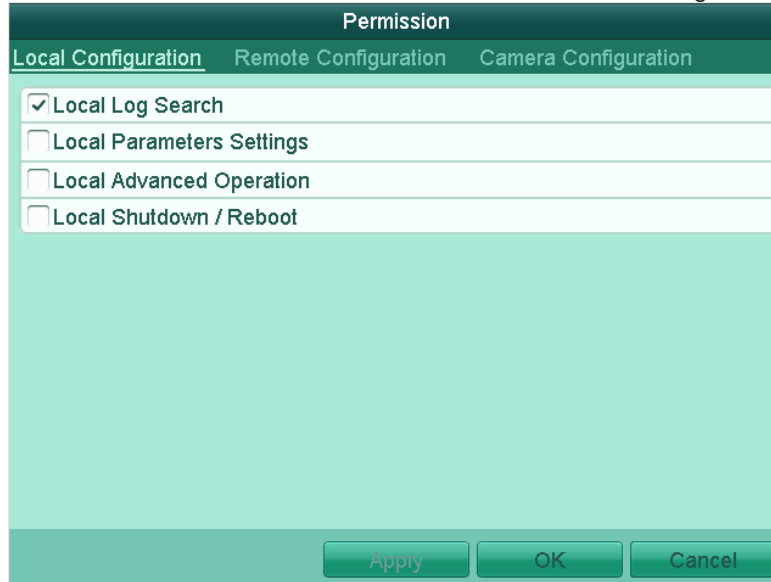 Permission
Local Configuration Remote Configuration Camera Configuration
Local Log Search
Local Parameters Settings
Local Advanced Operation
Local Shutdown / Reboot
Apply OK Cancel